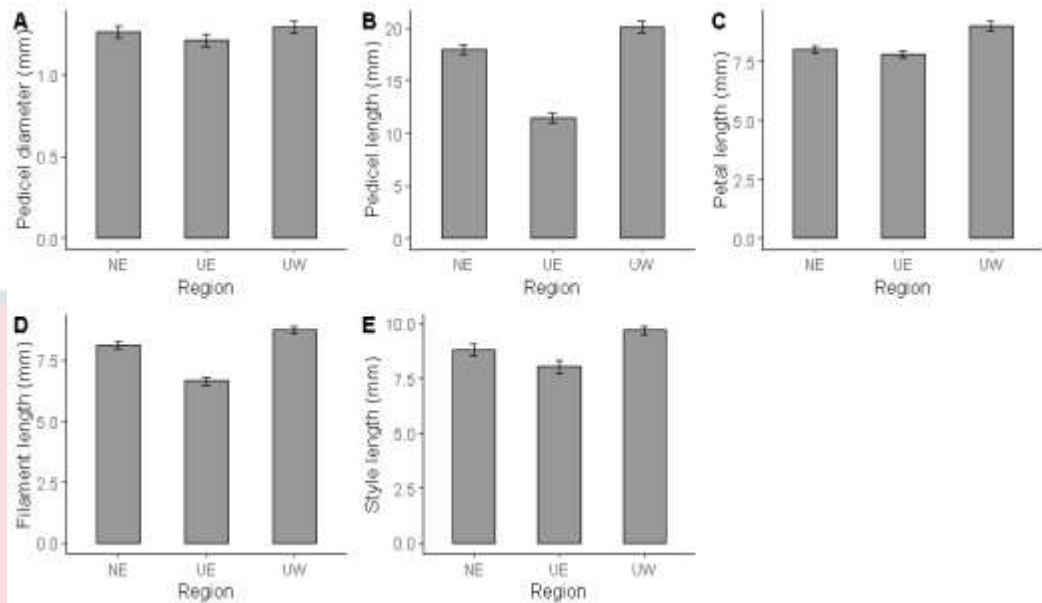 A
Pedicel diameter (mm)
1.0
0.5
0.0
NE UE UW
Region
B
Pedicel length (mm)
20
15
10
5
0
NE UE UW
Region
C
Petal length (mm)
7.5
5.0
2.5
0.0
NE UE UW
Region
D
Filament length (mm)
7.5
5.0
2.5
0.0
NE UE UW
Region
E
Style length (mm)
10.0
7.5
5.0
2.5
0.0
NE UE UW
Region